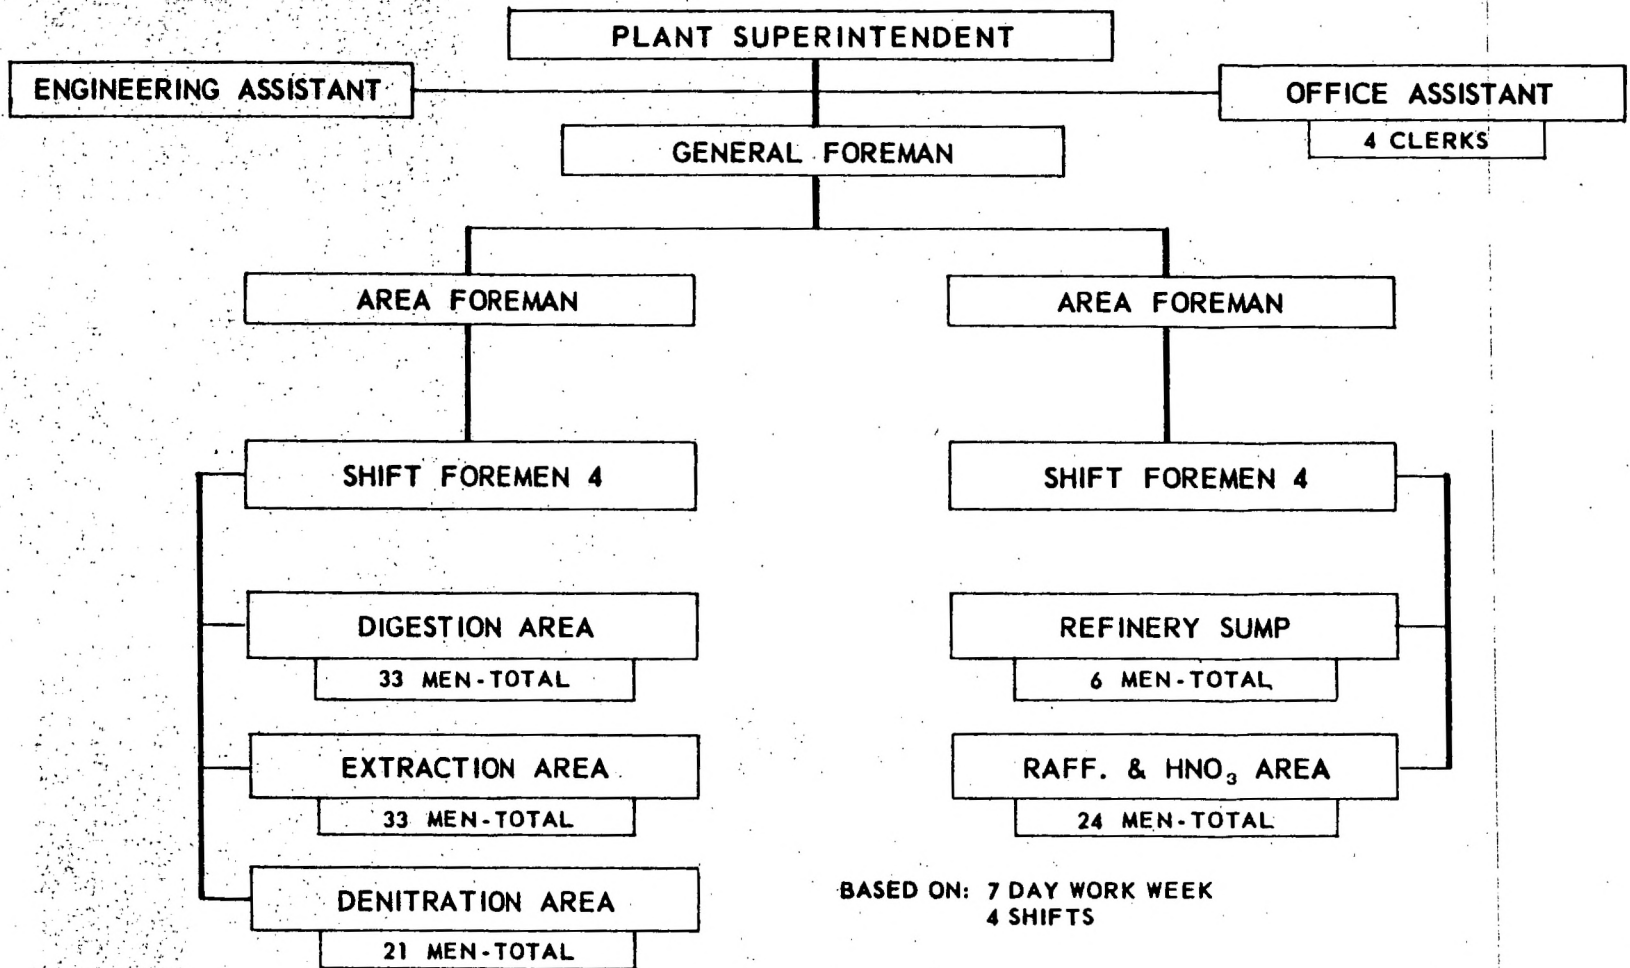 PLANT SUPERINTENDENT
ENGINEERING ASSISTANT
OFFICE ASSISTANT
4 CLERKS
GENERAL FOREMAN
AREA FOREMAN
AREA FOREMAN
SHIFT FOREMEN 4
SHIFT FOREMEN 4
DIGESTION AREA
33 MEN-TOTAL
REFINERY SUMP
6 MEN-TOTAL
EXTRACTION AREA
33 MEN-TOTAL
RAFF. & HNO₃ AREA
24 MEN-TOTAL
DENITRATION AREA
21 MEN-TOTAL
BASED ON: 7 DAY WORK WEEK
4 SHIFTS